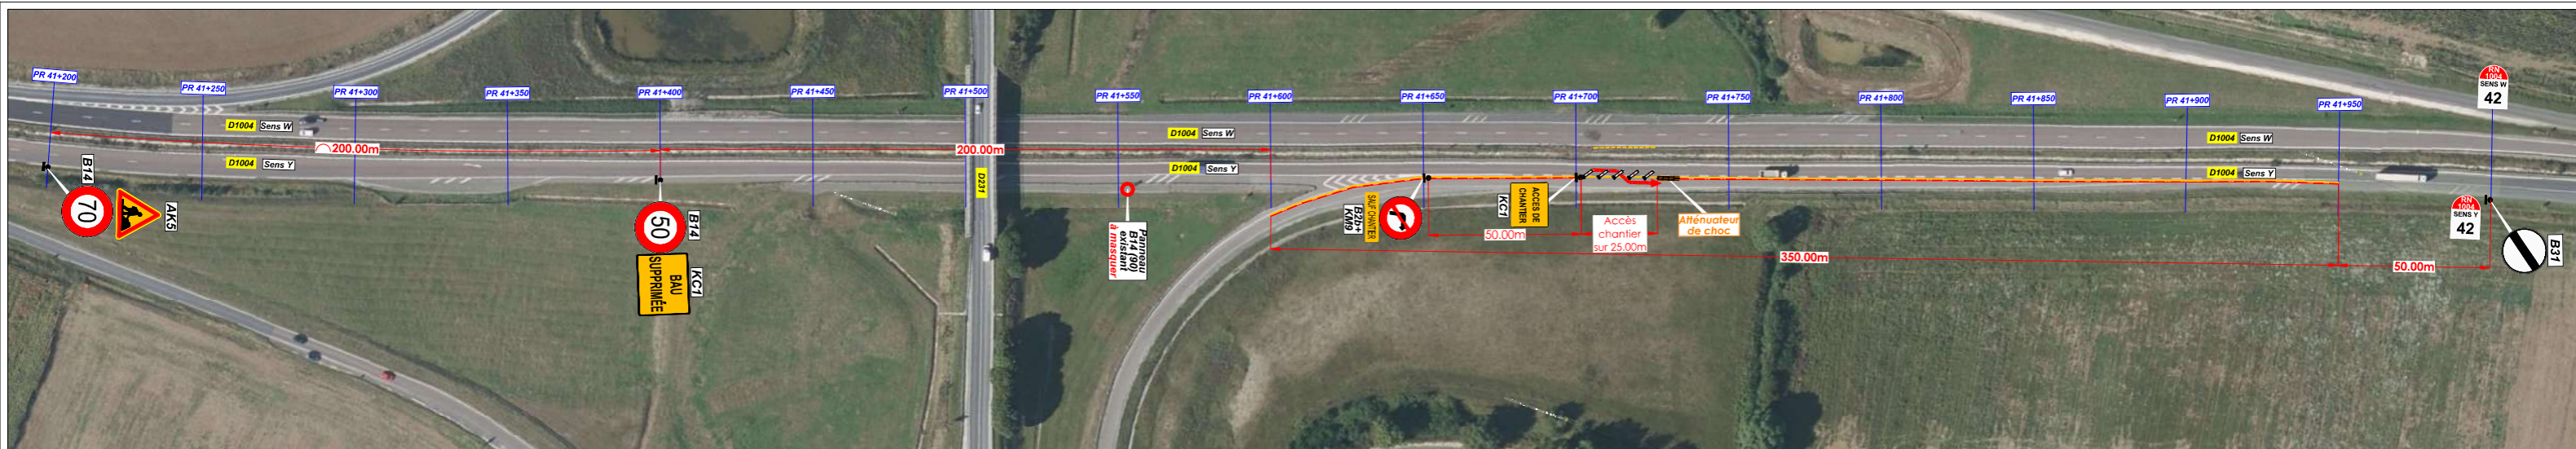 PR 41+200
PR 41+250
PR 41+300
PR 41+350
PR 41+400
PR 41+450
PR 41+500
PR 41+550
PR 41+600
PR 41+650
PR 41+700
PR 41+750
PR 41+800
PR 41+850
PR 41+900
PR 41+950
RN
1004
SENS W
42
D1004 Sens W
D1004 Sens W
D1004 Sens W
200.00m
200.00m
D1004 Sens Y
D1004 Sens Y
D1004 Sens Y
B14
70
AK5
50
B14
BAU
SUPPRIMÉE
KC1
D231
Panneau
B14 (90)
existant
à masquer
B2b+
KM9
SAUF CHANTIER
50.00m
KC1
ACCÈS DE
CHANTIER
Accès
chantier
sur 25.00m
Atténuateur
de choc
350.00m
50.00m
RN
1004
SENS Y
42
B31